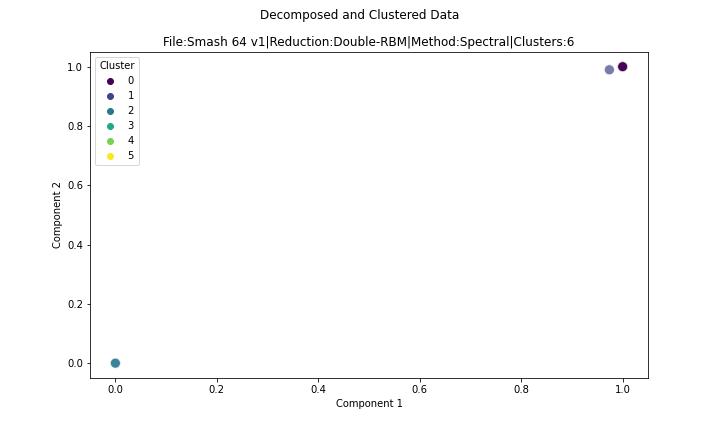 Decomposed and Clustered Data
File:Smash 64 v1|Reduction:Double-RBM|Method:Spectral|Clusters:6
Cluster
0
1
2
3
4
5
1.0
0.8
0.6
0.4
0.2
0.0
Component 2
0.0 0.2 0.4 0.6 0.8 1.0
Component 1